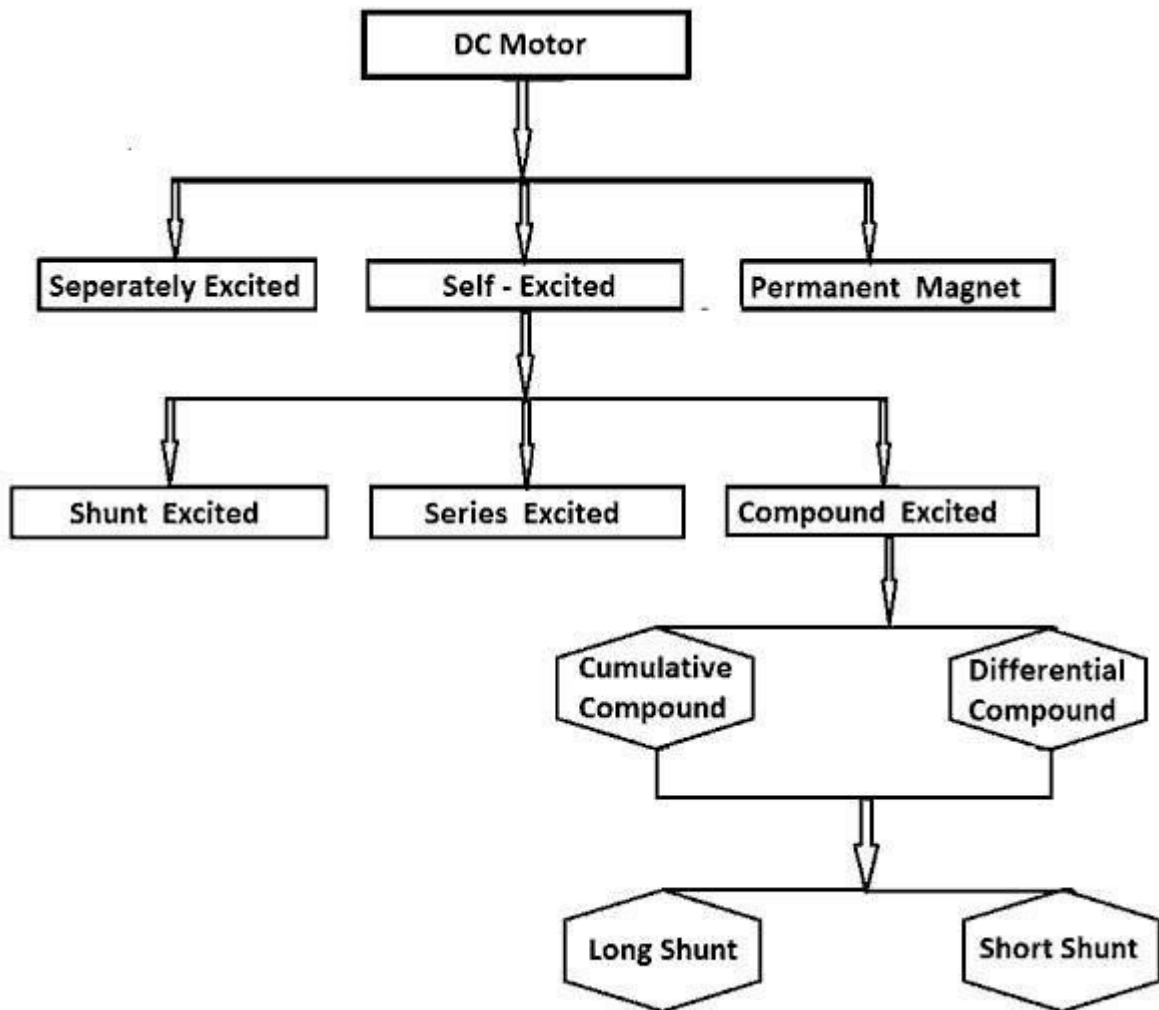 DC Motor
Seperately Excited
Self - Excited
Permanent Magnet
Shunt Excited
Series Excited
Compound Excited
Cumulative
Compound
Differential
Compound
Long Shunt
Short Shunt